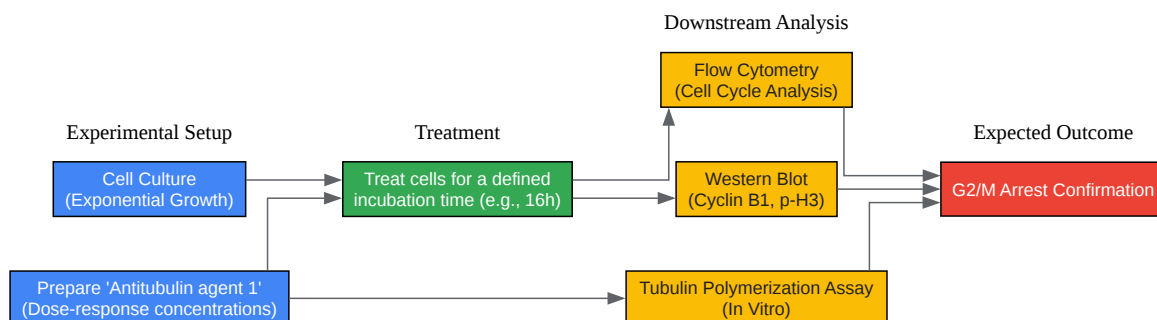 Downstream Analysis
Flow Cytometry
(Cell Cycle Analysis)
Experimental Setup
Treatment
Expected Outcome
Cell Culture
(Exponential Growth)
Treat cells for a defined
incubation time (e.g., 16h)
Western Blot
(Cyclin B1, p-H3)
G2/M Arrest Confirmation
Prepare 'Antitubulin agent 1'
(Dose-response concentrations)
Tubulin Polymerization Assay
(In Vitro)